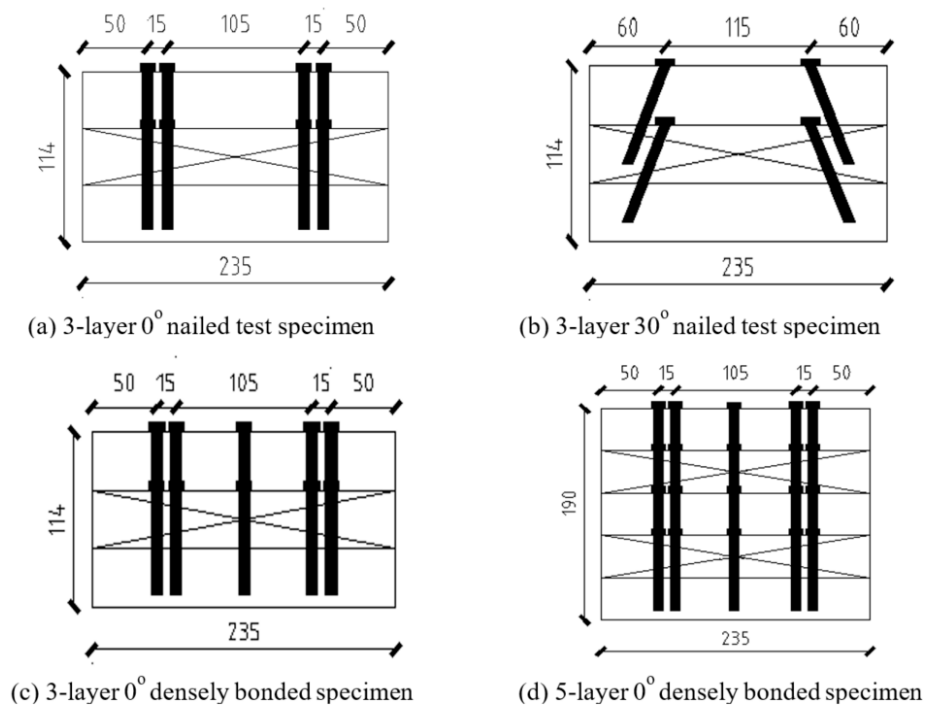 50 15 105 15 50
114
235
60 115 60
114
235
(a) 3-layer 0° nailed test specimen
(b) 3-layer 30° nailed test specimen
50 15 105 15 50
114
235
50 15 105 15 50
190
235
(c) 3-layer 0° densely bonded specimen
(d) 5-layer 0° densely bonded specimen